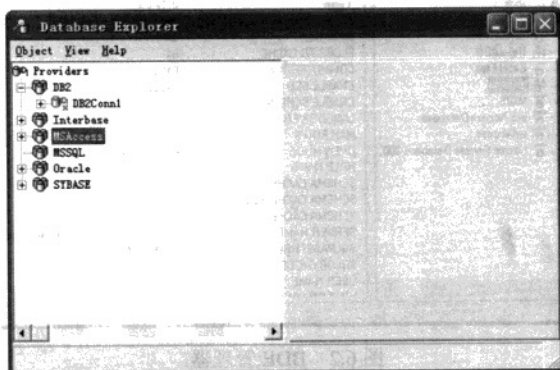 Database Explorer
Object View Help
Providers
DB2
DB2Conn1
Interbase
MSAccess
MSSQL
Oracle
SYBASE